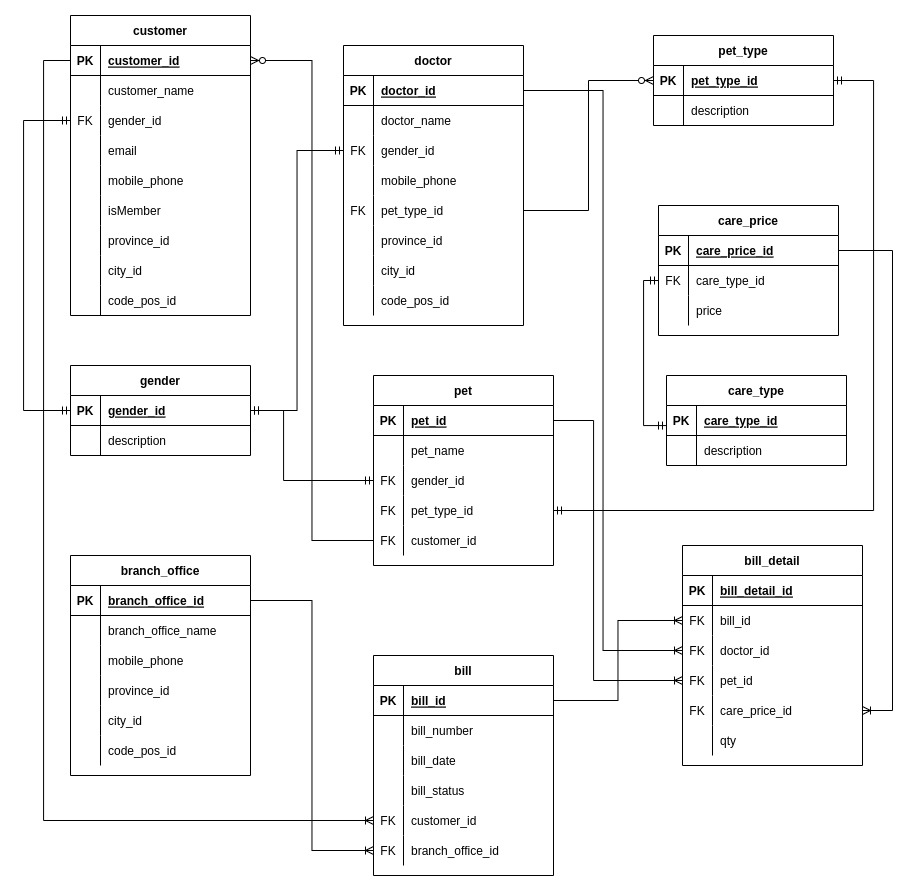 customer
PK customer_id
customer_name
FK gender_id
email
mobile_phone
isMember
province_id
city_id
code_pos_id
doctor
PK doctor_id
doctor_name
FK gender_id
mobile_phone
FK pet_type_id
province_id
city_id
code_pos_id
pet_type
PK pet_type_id
description
care_price
PK care_price_id
FK care_type_id
price
gender
PK gender_id
description
pet
PK pet_id
pet_name
FK gender_id
FK pet_type_id
FK customer_id
care_type
PK care_type_id
description
branch_office
PK branch_office_id
branch_office_name
mobile_phone
province_id
city_id
code_pos_id
bill
PK bill_id
bill_number
bill_date
bill_status
FK customer_id
FK branch_office_id
bill_detail
PK bill_detail_id
FK bill_id
FK doctor_id
FK pet_id
FK care_price_id
qty